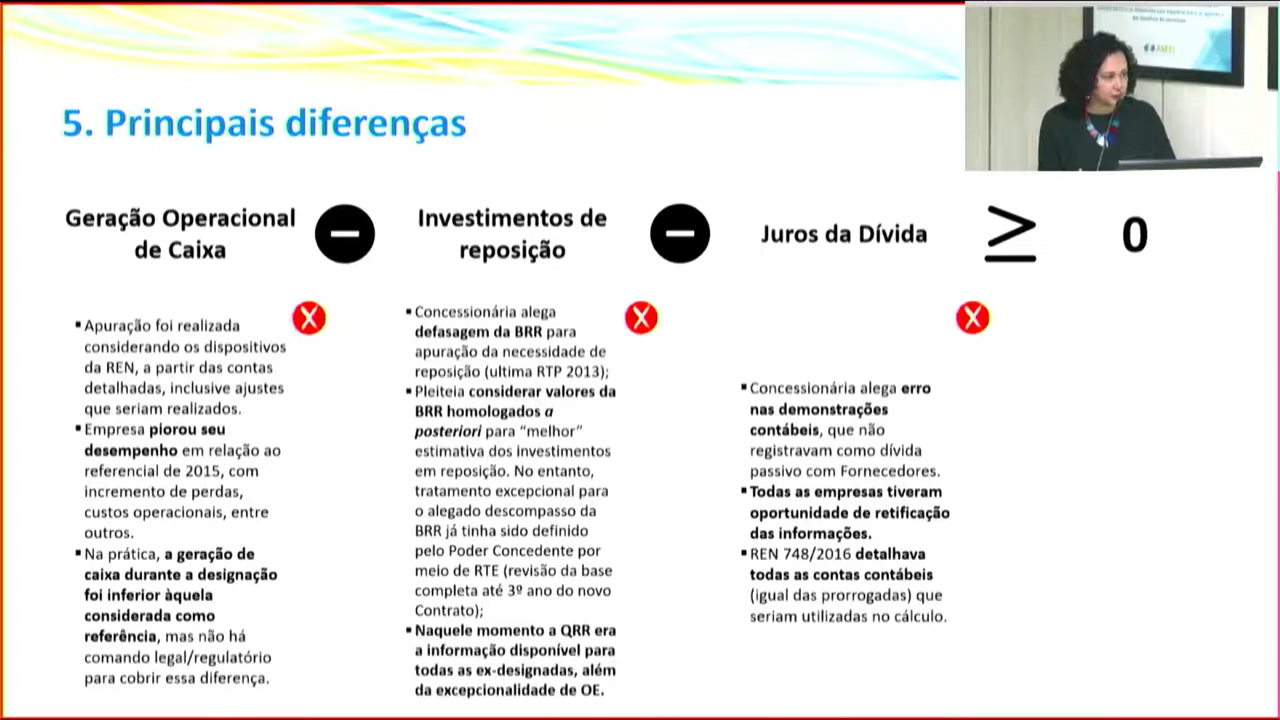 5. Principais diferenças
Geração Operacional
de Caixa
−
Investimentos de
reposição
−
Juros da Dívida
≥
0
X
▪ Apuração foi realizada
considerando os dispositivos
da REN, a partir das contas
detalhadas, inclusive ajustes
que seriam realizados.
▪ Empresa piorou seu
desempenho em relação ao
referencial de 2015, com
incremento de perdas,
custos operacionais, entre
outros.
▪ Na prática, a geração de
caixa durante a designação
foi inferior àquela
considerada como
referência, mas não há
comando legal/regulatório
para cobrir essa diferença.
X
▪ Concessionária alega
defasagem da BRR para
apuração da necessidade de
reposição (ultima RTP 2013);
▪ Pleiteia considerar valores da
BRR homologados a
posteriori para “melhor”
estimativa dos investimentos
em reposição. No entanto,
tratamento excepcional para
o alegado descompasso da
BRR já tinha sido definido
pelo Poder Concedente por
meio de RTE (revisão da base
completa até 3º ano do novo
Contrato);
▪ Naquele momento a QRR era
a informação disponível para
todas as ex-designadas, além
da excepcionalidade de OE.
X
▪ Concessionária alega erro
nas demonstrações
contábeis, que não
registravam como dívida
passivo com Fornecedores.
▪ Todas as empresas tiveram
oportunidade de retificação
das informações.
▪ REN 748/2016 detalhava
todas as contas contábeis
(igual das prorrogadas) que
seriam utilizadas no cálculo.